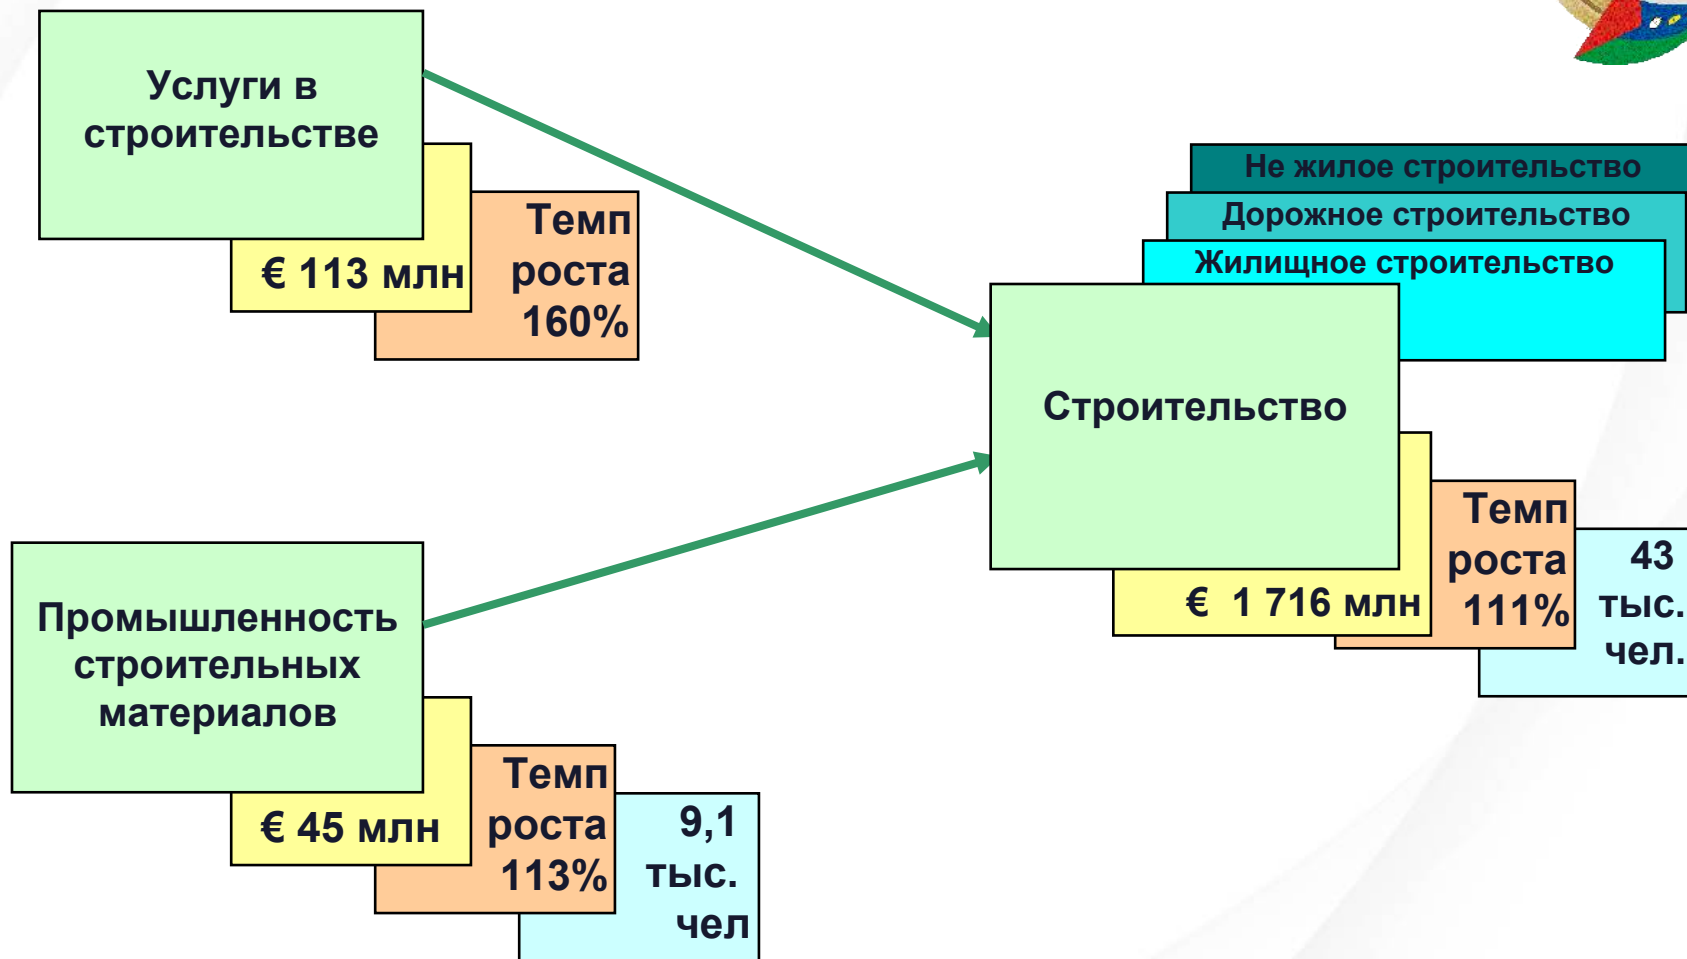 Услуги в
строительстве
€ 113 млн
Темп
роста
160%
Не жилое строительство
Дорожное строительство
Жилищное строительство
Строительство
€ 1 716 млн
Темп
роста
111%
43
тыс.
чел.
Промышленность
строительных
материалов
€ 45 млн
Темп
роста
113%
9,1
тыс.
чел